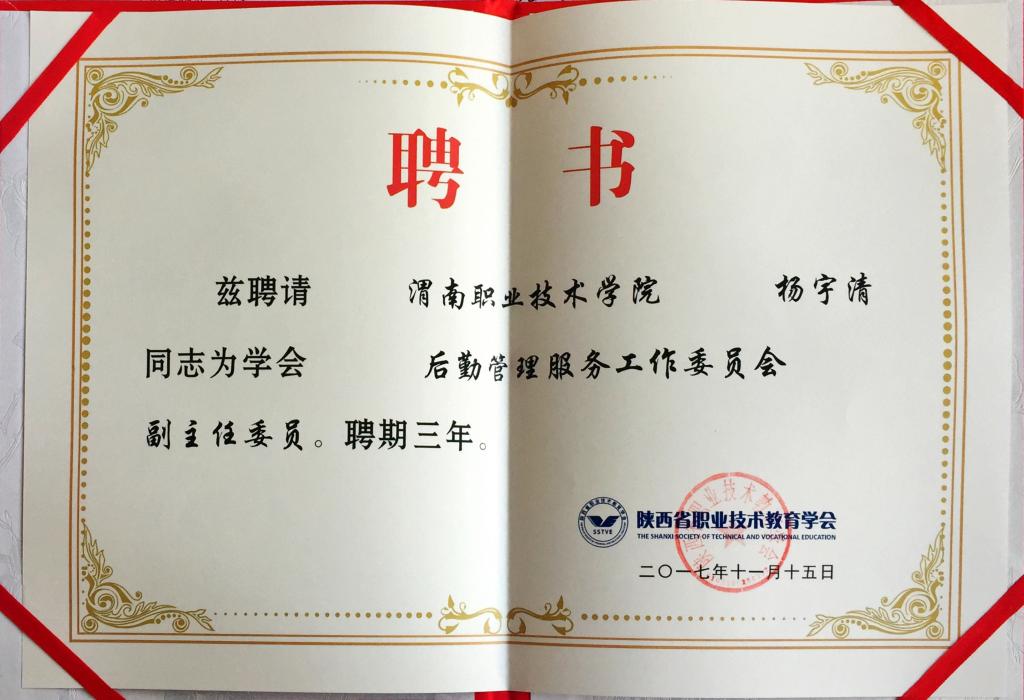 聘书
兹聘请 渭南职业技术学院 杨宇清
同志为学会 后勤管理服务工作委员会
副主任委员。聘期三年。
SSTVE
陕西省职业技术教育学会
THE SHANXI SOCIETY OF TECHNICAL AND VOCATIONAL EDUCATION
二〇一七年十一月十五日